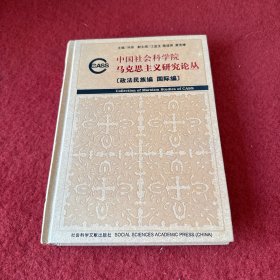 CASS
中国社会科学院
马克思主义研究论丛
(政法民族编 国际编)
Collection of Marxism Studies of CASS
社会科学文献出版社 SOCIAL SCIENCES ACADEMIC PRESS (CHINA)